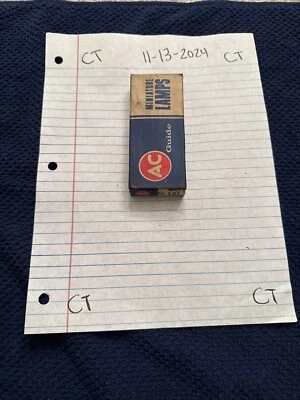 CT 11-13-2024 CT
MINIATURE
LAMPS
AC
Guide
CT
CT